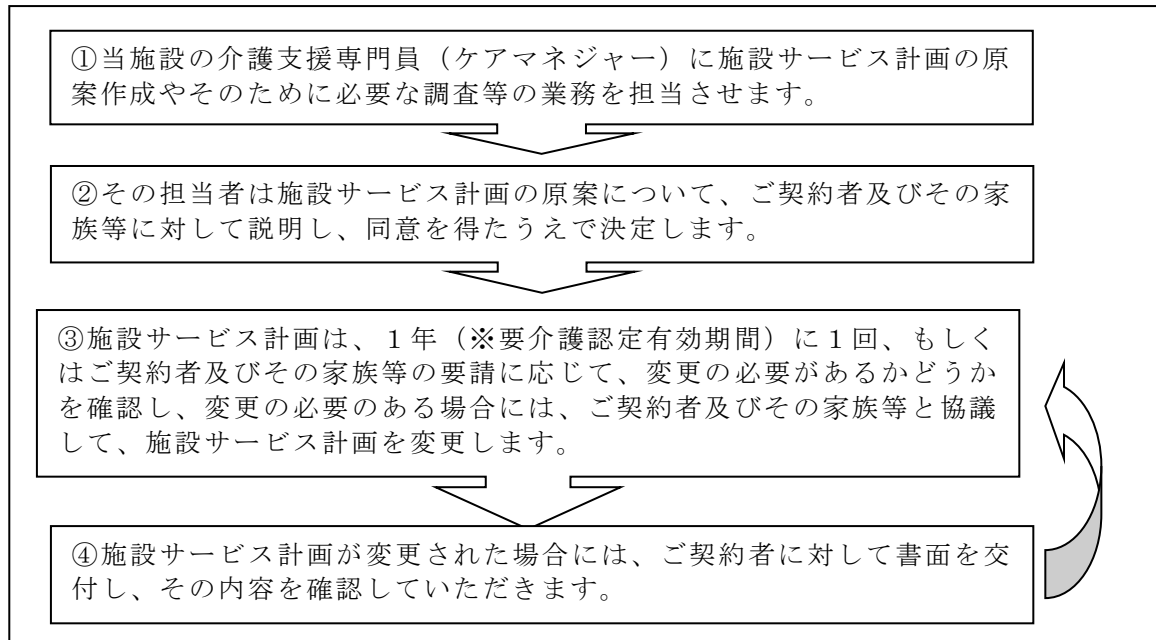 ①当施設の介護支援専門員（ケアマネジャー）に施設サービス計画の原
案作成やそのために必要な調査等の業務を担当させます。
②その担当者は施設サービス計画の原案について、ご契約者及びその家
族等に対して説明し、同意を得たうえで決定します。
③施設サービス計画は、１年（※要介護認定有効期間）に１回、もしく
はご契約者及びその家族等の要請に応じて、変更の必要があるかどうか
を確認し、変更の必要のある場合には、ご契約者及びその家族等と協議
して、施設サービス計画を変更します。
④施設サービス計画が変更された場合には、ご契約者に対して書面を交
付し、その内容を確認していただきます。